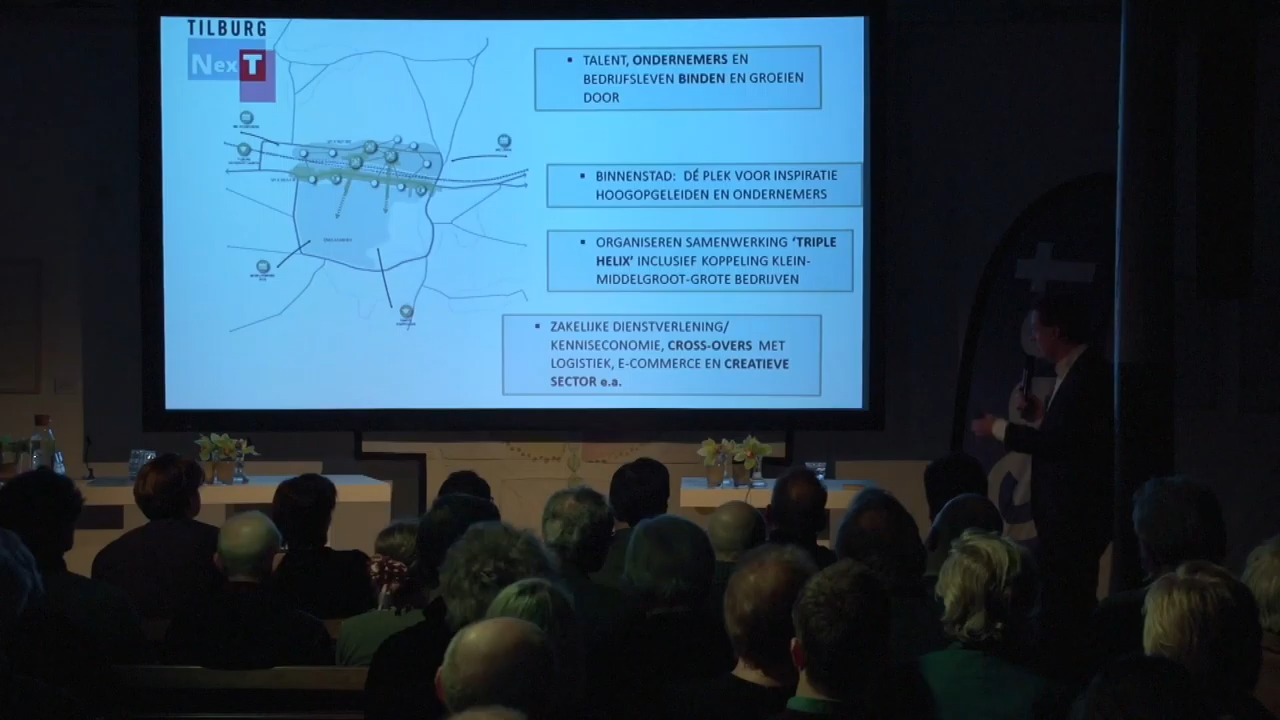 TILBURG
NexT
TALENT, ONDERNEMERS EN
BEDRIJFSLEVEN BINDEN EN GROEIEN
DOOR
BINNENSTAD: DÉ PLEK VOOR INSPIRATIE
HOOGOPGELEIDEN EN ONDERNEMERS
ORGANISEREN SAMENWERKING ‘TRIPLE
HELIX’ INCLUSIEF KOPPELING KLEIN-
MIDDELGROOT-GROTE BEDRIJVEN
ZAKELIJKE DIENSTVERLENING/
KENNISECONOMIE, CROSS-OVERS MET
LOGISTIEK, E-COMMERCE EN CREATIEVE
SECTOR e.a.